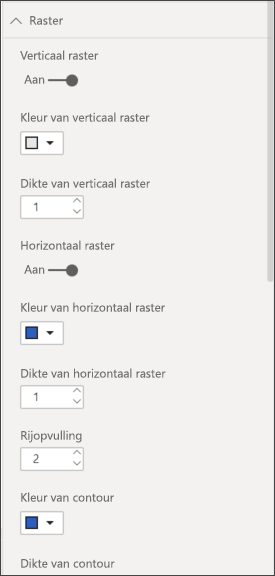 Raster
Verticaal raster
Aan
Kleur van verticaal raster
Dikte van verticaal raster
1
Horizontaal raster
Aan
Kleur van horizontaal raster
Dikte van horizontaal raster
1
Rijopvulling
2
Kleur van contour
Dikte van contour